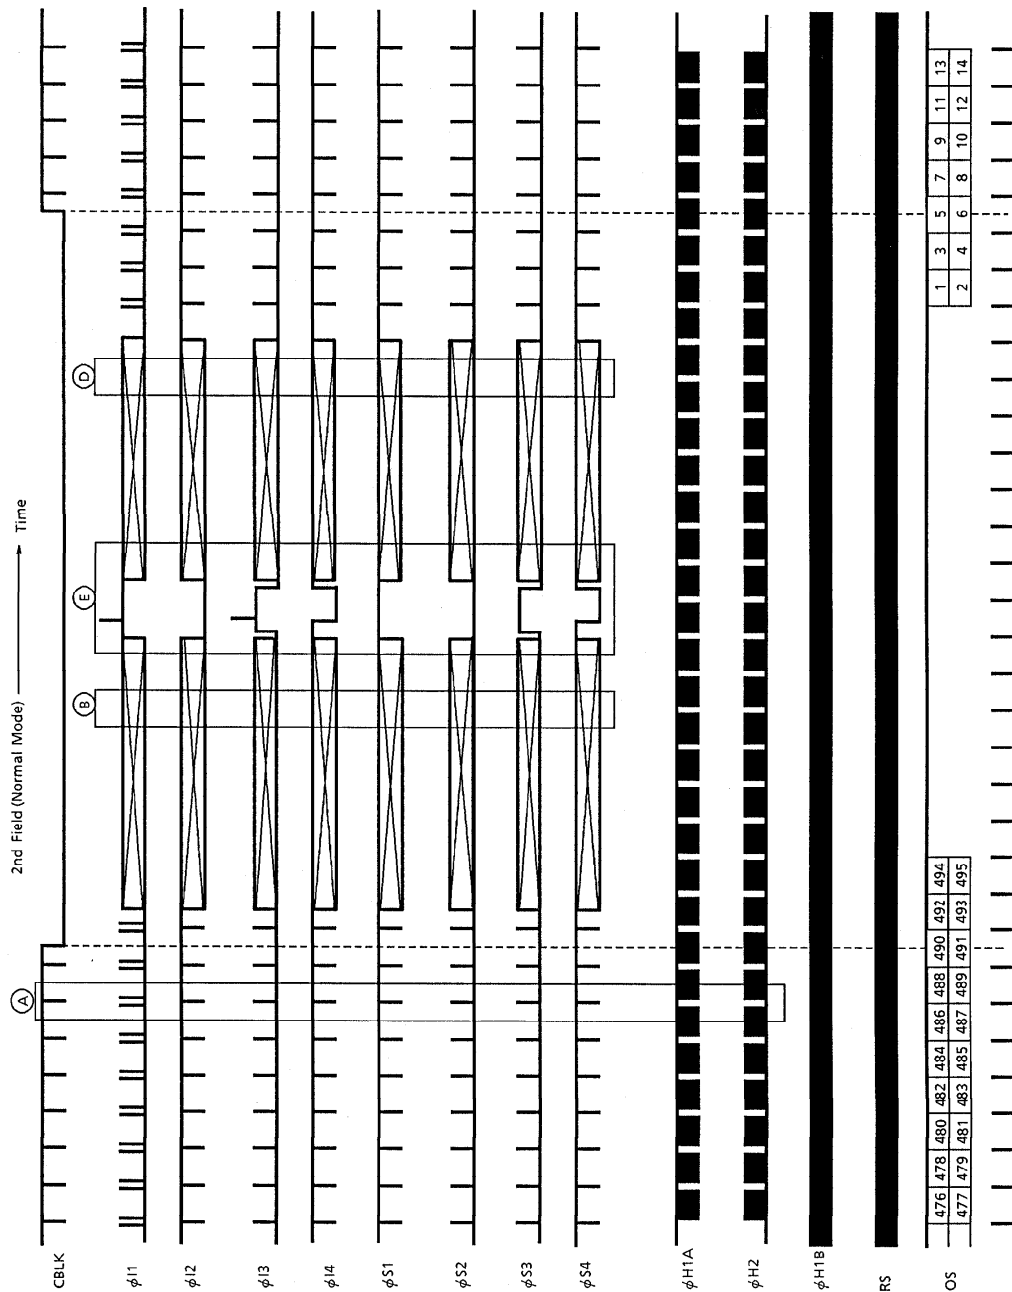 2nd Field (Normal Mode) Time
A
B
E
D
CBLK
φI1
φI2
φI3
φI4
φS1
φS2
φS3
φS4
φH1A
φH2
φH1B
RS
OS
476 478 480 482 484 486 488 490 492 494 1 3 5 7 9 11 13
477 479 481 483 485 487 489 491 493 495 2 4 6 8 10 12 14